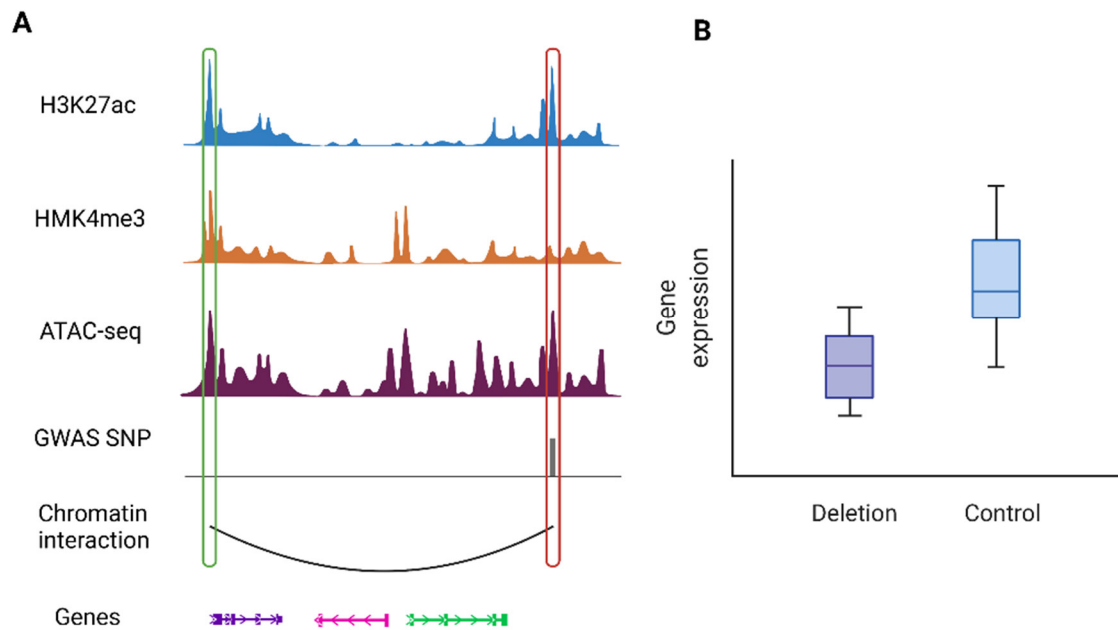 A
H3K27ac
HMK4me3
ATAC-seq
GWAS SNP
Chromatin
interaction
Genes
B
Gene
expression
Deletion
Control